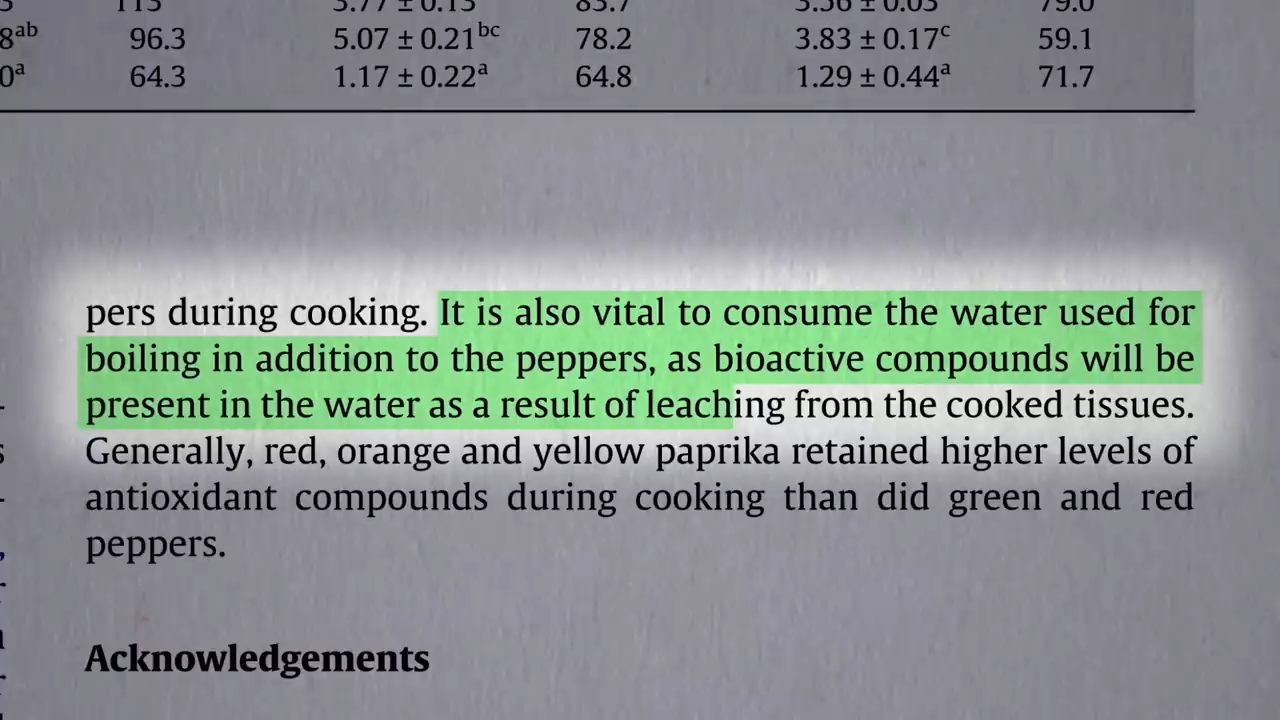 96.3 5.07 ± 0.21bc 78.2 3.83 ± 0.17c 59.1
64.3 1.17 ± 0.22a 64.8 1.29 ± 0.44a 71.7
pers during cooking. It is also vital to consume the water used for
boiling in addition to the peppers, as bioactive compounds will be
present in the water as a result of leaching from the cooked tissues.
Generally, red, orange and yellow paprika retained higher levels of
antioxidant compounds during cooking than did green and red
peppers.
Acknowledgements